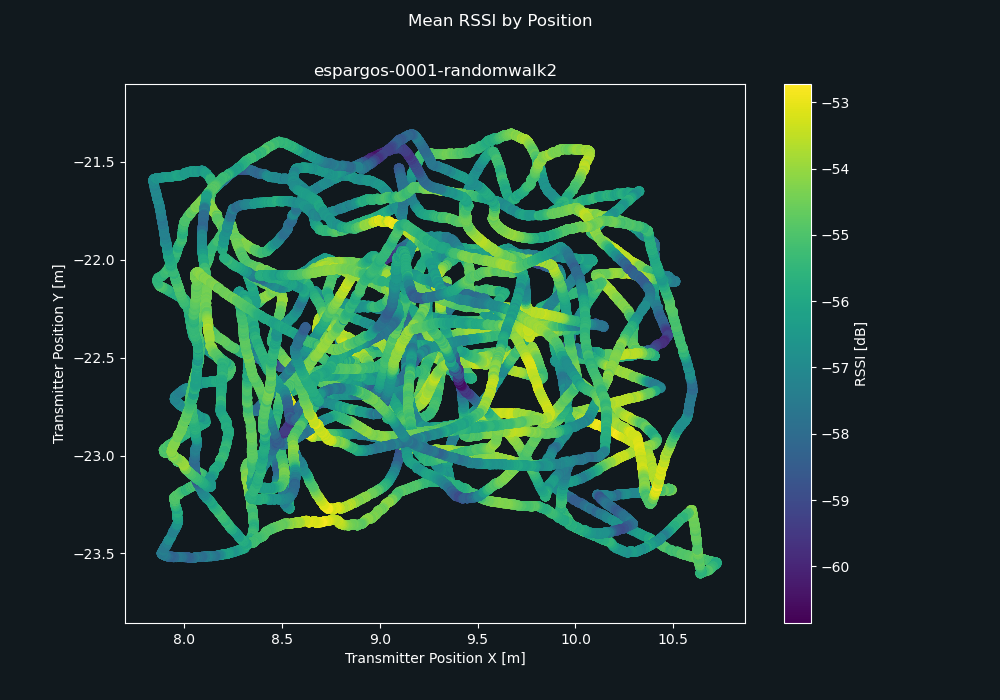 Mean RSSI by Position
espargos-0001-randomwalk2
−21.5
−22.0
−22.5
−23.0
−23.5
Transmitter Position Y [m]
8.0 8.5 9.0 9.5 10.0 10.5
Transmitter Position X [m]
−53
−54
−55
−56
−57
−58
−59
−60
RSSI [dB]